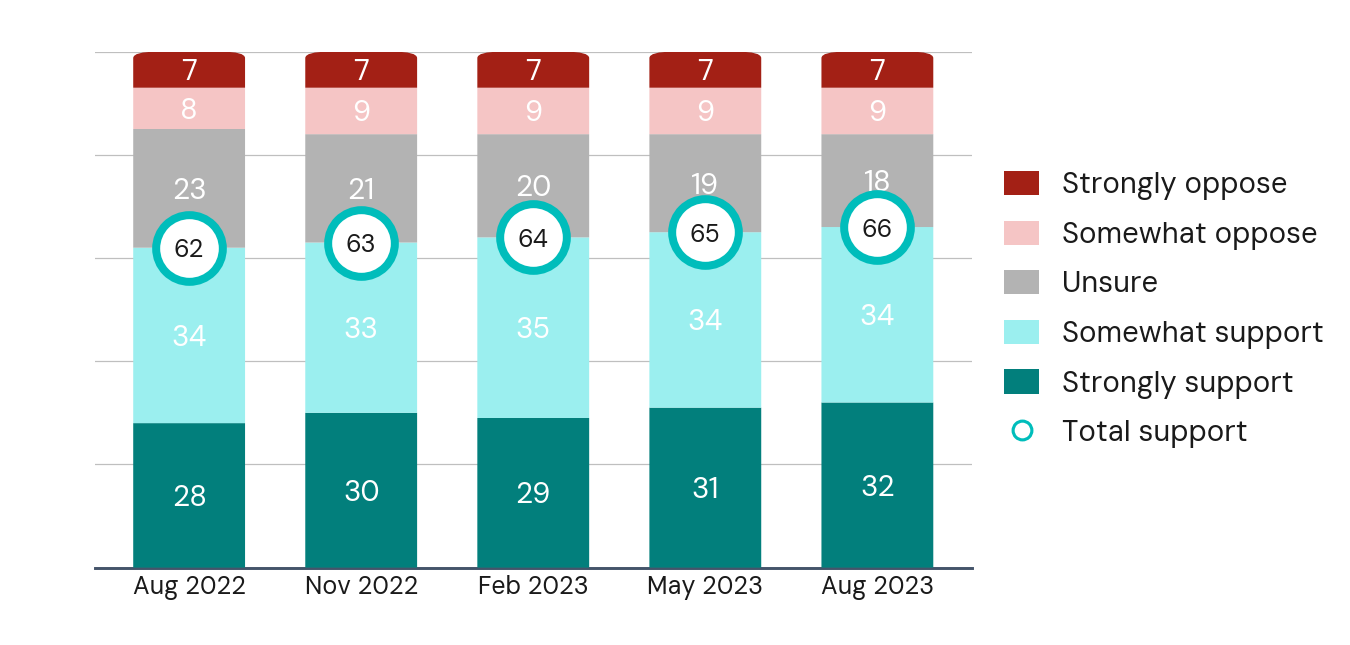 7 7 7 7 7
8 9 9 9 9
23 21 20 19 18
62 63 64 65 66
34 33 35 34 34
28 30 29 31 32
Aug 2022 Nov 2022 Feb 2023 May 2023 Aug 2023
Strongly oppose
Somewhat oppose
Unsure
Somewhat support
Strongly support
Total support